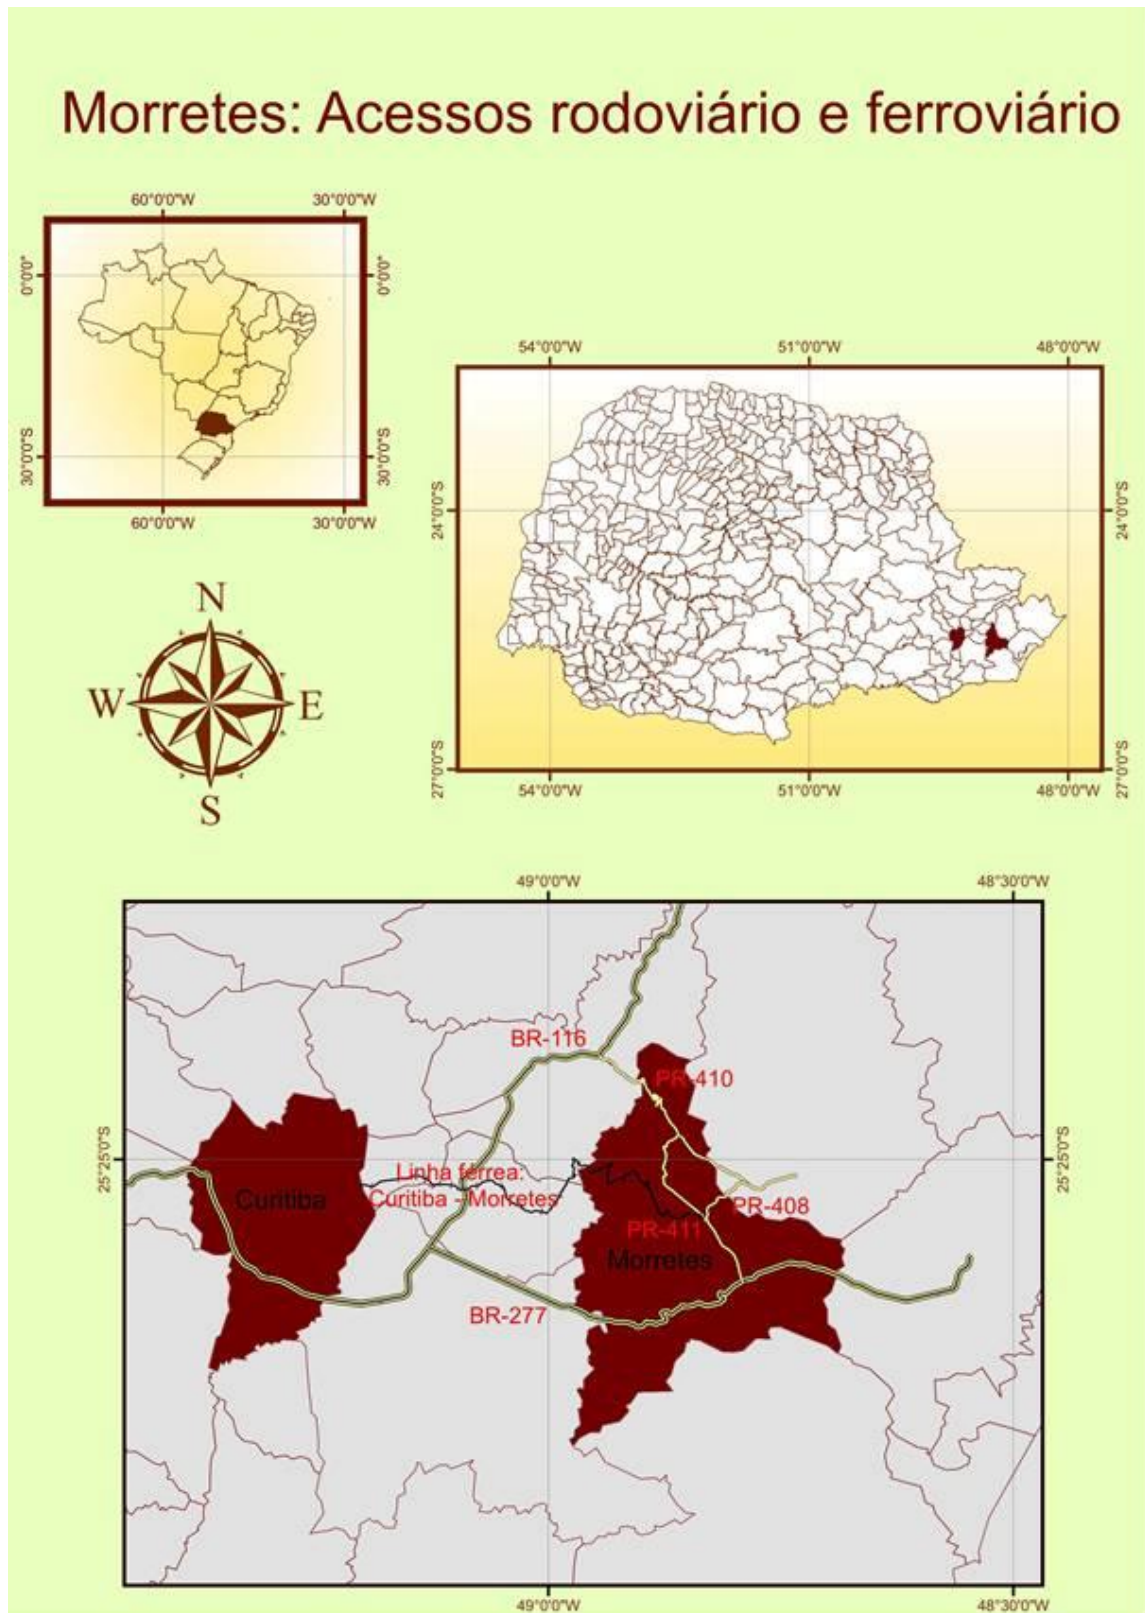 Morretes: Acessos rodoviário e ferroviário
60°0'0"W 30°0'0"W
0°0'0" 0°0'0"
30°0'0"S 30°0'0"S
60°0'0"W 30°0'0"W
54°0'0"W 51°0'0"W 48°0'0"W
24°0'0"S 24°0'0"S
27°0'0"S 27°0'0"S
54°0'0"W 51°0'0"W 48°0'0"W
N
W E
S
49°0'0"W 48°30'0"W
BR-116
PR-410
25°25'0"S 25°25'0"S
Linha férrea:
Curitiba - Morretes
Curitiba
PR-408
PR-411
Morretes
BR-277
49°0'0"W 48°30'0"W